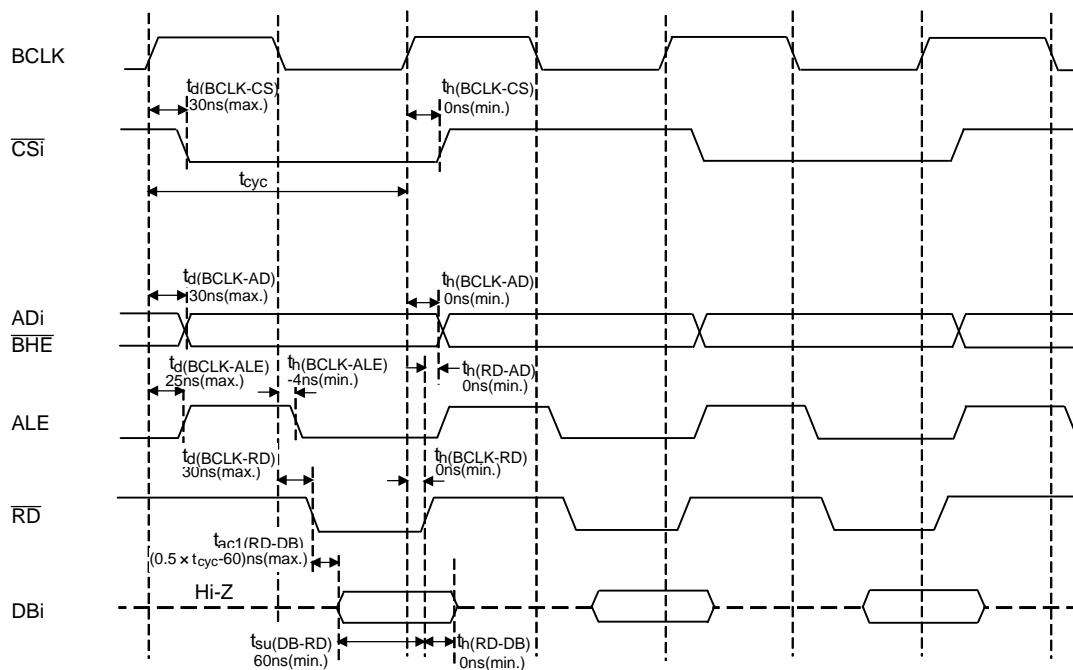 BCLK
td(BCLK-CS)
30ns(max.)
th(BCLK-CS)
0ns(min.)
CSi
tcyc
td(BCLK-AD)
30ns(max.)
th(BCLK-AD)
0ns(min.)
ADi
BHE
td(BCLK-ALE)
25ns(max.)
th(BCLK-ALE)
-4ns(min.)
th(RD-AD)
0ns(min.)
ALE
td(BCLK-RD)
30ns(max.)
th(BCLK-RD)
0ns(min.)
RD
tac1(RD-DB)
(0.5 × tcyc-60)ns(max.)
Hi-Z
DBi
tsu(DB-RD)
60ns(min.)
th(RD-DB)
0ns(min.)